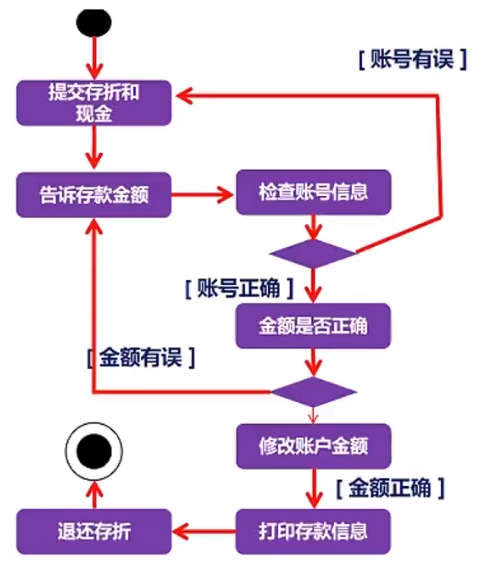 [ 账号有误 ]
提交存折和
现金
告诉存款金额
检查账号信息
[ 账号正确 ]
金额是否正确
[ 金额有误 ]
修改账户金额
[ 金额正确 ]
退还存折
打印存款信息